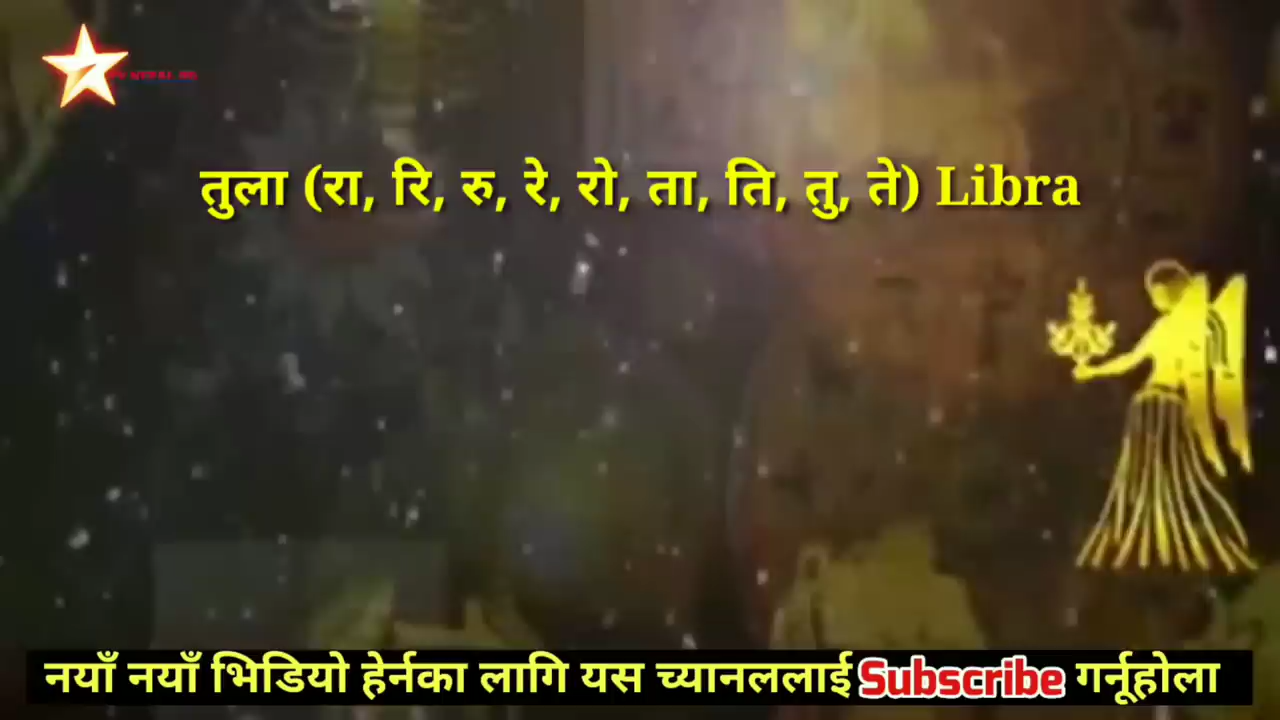 तुला (रा, रि, रु, रे, रो, ता, ति, तु, ते) Libra
नयाँ नयाँ भिडियो हेर्नका लागि यस च्यानललाई Subscribe गर्नूहोला